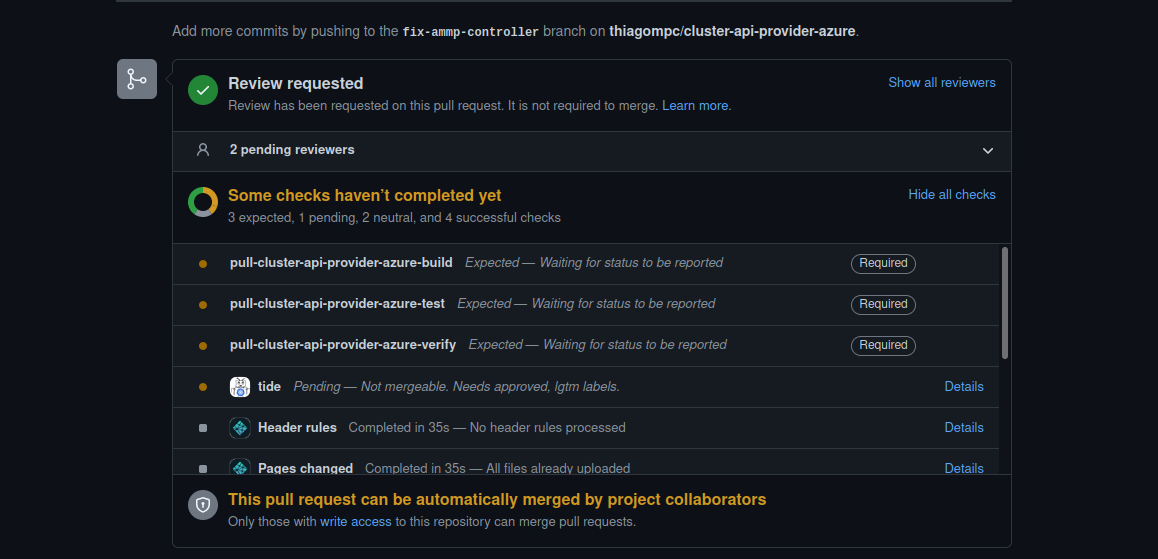 Add more commits by pushing to the fix-ammp-controller branch on thiagompc/cluster-api-provider-azure.
Review requested
Show all reviewers
Review has been requested on this pull request. It is not required to merge. Learn more.
2 pending reviewers
Some checks haven’t completed yet
Hide all checks
3 expected, 1 pending, 2 neutral, and 4 successful checks
pull-cluster-api-provider-azure-build Expected — Waiting for status to be reported Required
pull-cluster-api-provider-azure-test Expected — Waiting for status to be reported Required
pull-cluster-api-provider-azure-verify Expected — Waiting for status to be reported Required
tide Pending — Not mergeable. Needs approved, lgtm labels. Details
Header rules Completed in 35s — No header rules processed Details
Pages changed Completed in 35s — All files already uploaded Details
This pull request can be automatically merged by project collaborators
Only those with write access to this repository can merge pull requests.